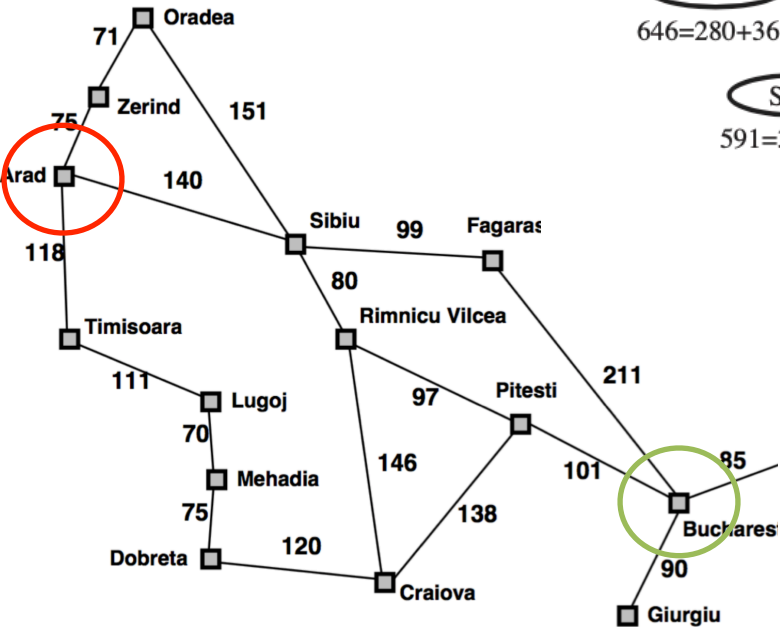 Oradea
71
646=280+36
Zerind
151
S
75
591=
Arad
140
Sibiu
99
Fagaras
118
80
Timisoara
Rimnicu Vilcea
111
211
Pitesti
97
Lugoj
70
146
101
85
Mehadia
75
138
Bucharest
120
Dobreta
90
Craiova
Giurgiu